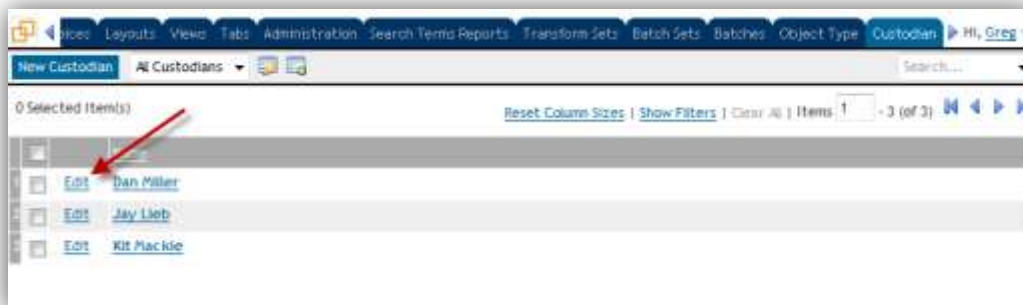 Layouts Views Tabs Administration Search Terms Reports Transform Sets Batch Sets Batches Object Type Custodian Hi, Greg
New Custodian All Custodians Search...
0 Selected Item(s) Reset Column Sizes | Show Filters | Clear All | Items 1 - 3 (of 3)
Edit Dan Miller
Edit Jay Lieb
Edit Kit Mackie